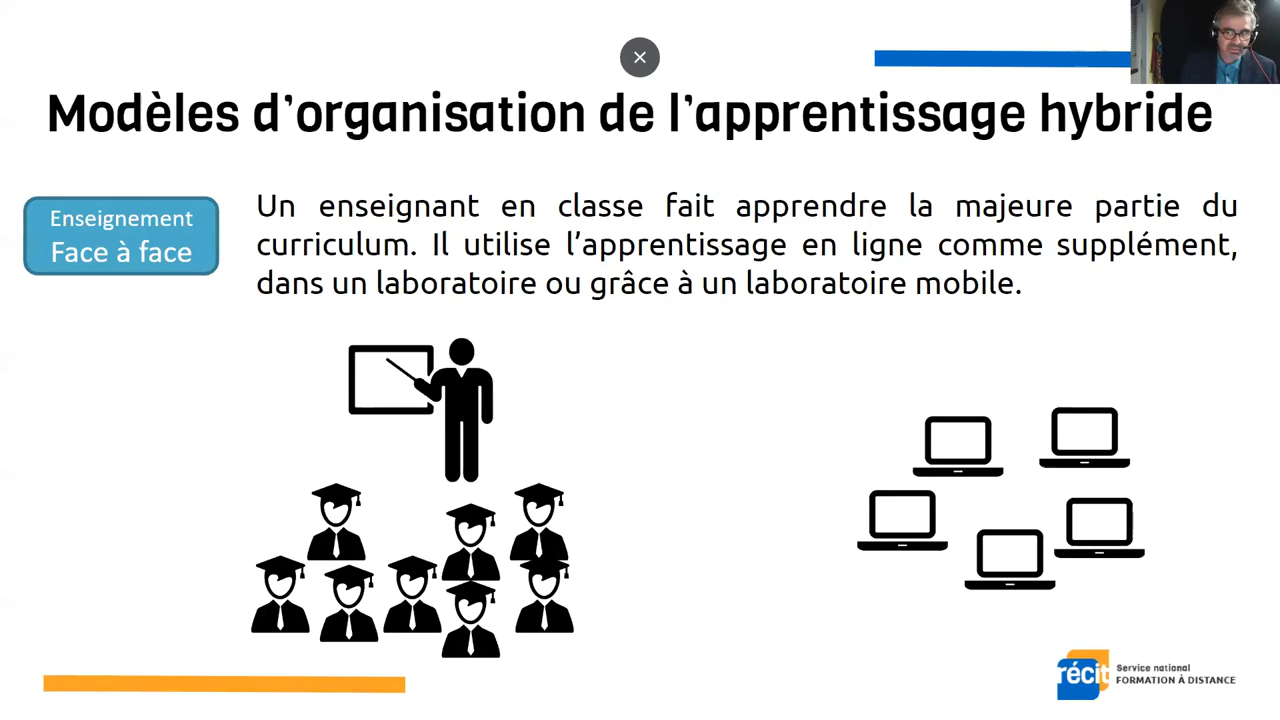 Modèles d’organisation de l’apprentissage hybride
Enseignement
Face à face
Un enseignant en classe fait apprendre la majeure partie du
curriculum. Il utilise l’apprentissage en ligne comme supplément,
dans un laboratoire ou grâce à un laboratoire mobile.
récit
Service national
FORMATION À DISTANCE